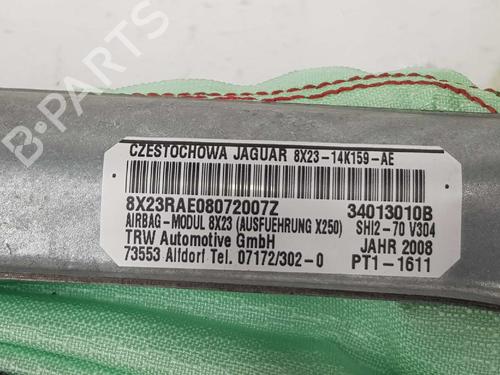 B-PARTS
CZESTOCHOWA JAGUAR 8X23-14K159-AE
8X23RAE08072007Z 34013010B
AIRBAG-MODUL 8X23 (AUSFUEHRUNG X250) SHI2-70 V304
TRW Automotive GmbH JAHR 2008
73553 Alfdorf Tel. 07172/302-0 PT1-1611